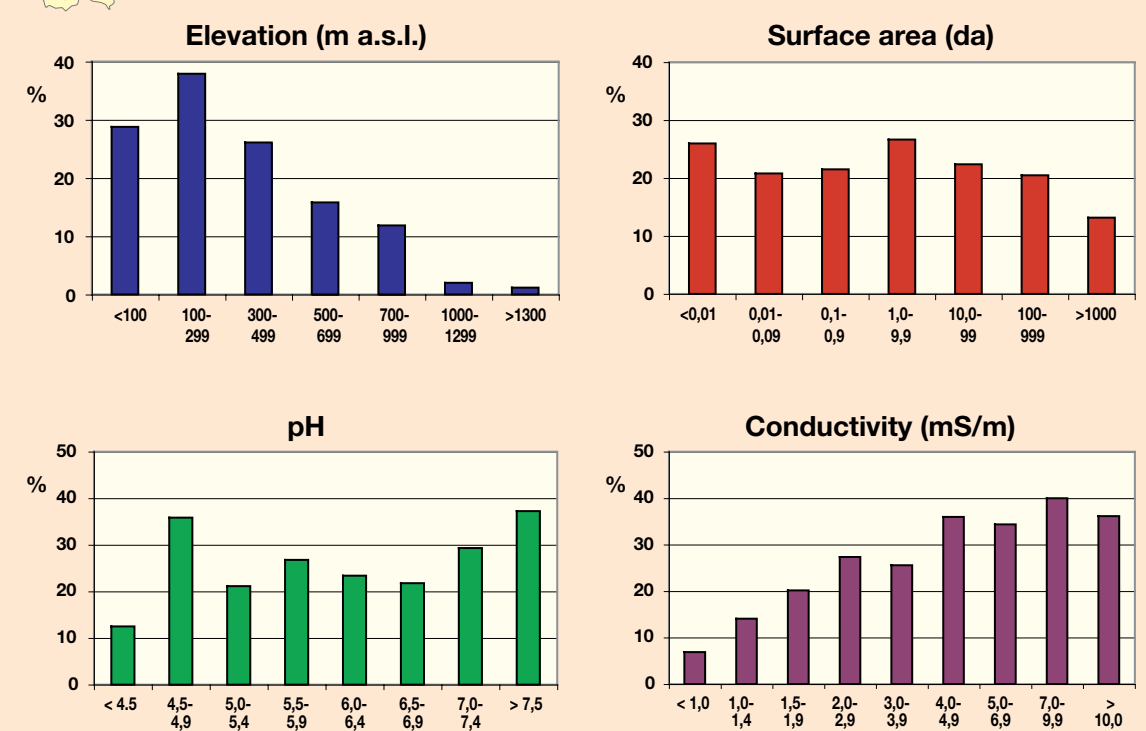 Elevation (m a.s.l.)
%
40
30
20
10
0
<100 100- 300- 500- 700- 1000- >1300
299 499 699 999 1299
Surface area (da)
%
40
30
20
10
0
<0,01 0,01- 0,1- 1,0- 10,0- 100- >1000
0,09 0,9 9,9 99 999
pH
%
50
40
30
20
10
0
< 4.5 4,5- 5,0- 5,5- 6,0- 6,5- 7,0- > 7,5
4,9 5,4 5,9 6,4 6,9 7,4
Conductivity (mS/m)
%
50
40
30
20
10
0
< 1,0 1,0- 1,5- 2,0- 3,0- 4,0- 5,0- 7,0- >
1,4 1,9 2,9 3,9 4,9 6,9 9,9 10,0